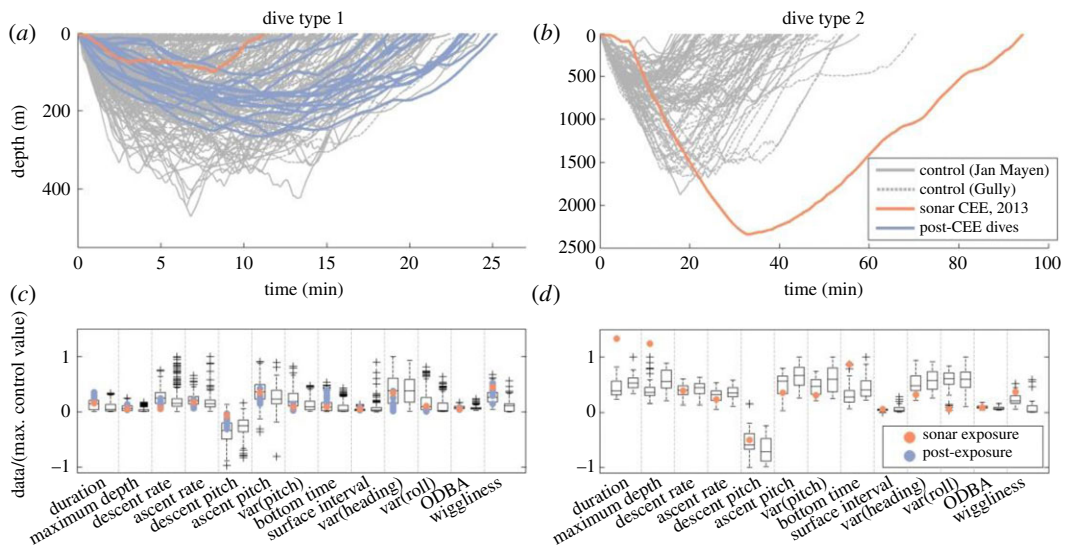 dive type 1
dive type 2
(a)
(b)
0
200
400
depth (m)
0
5
10
15
20
25
time (min)
0
500
1000
1500
2000
2500
0
20
40
60
80
100
time (min)
control (Jan Mayen)
control (Gully)
sonar CEE, 2013
post-CEE dives
(c)
(d)
data/(max. control value)
1
0
−1
duration
maximum depth
descent rate
ascent rate
descent pitch
ascent pitch
var(pitch)
bottom time
surface interval
var(heading)
var(roll)
ODBA
wiggliness
1
0
−1
duration
maximum depth
descent rate
ascent rate
descent pitch
ascent pitch
var(pitch)
bottom time
surface interval
var(heading)
var(roll)
ODBA
wiggliness
sonar exposure
post-exposure